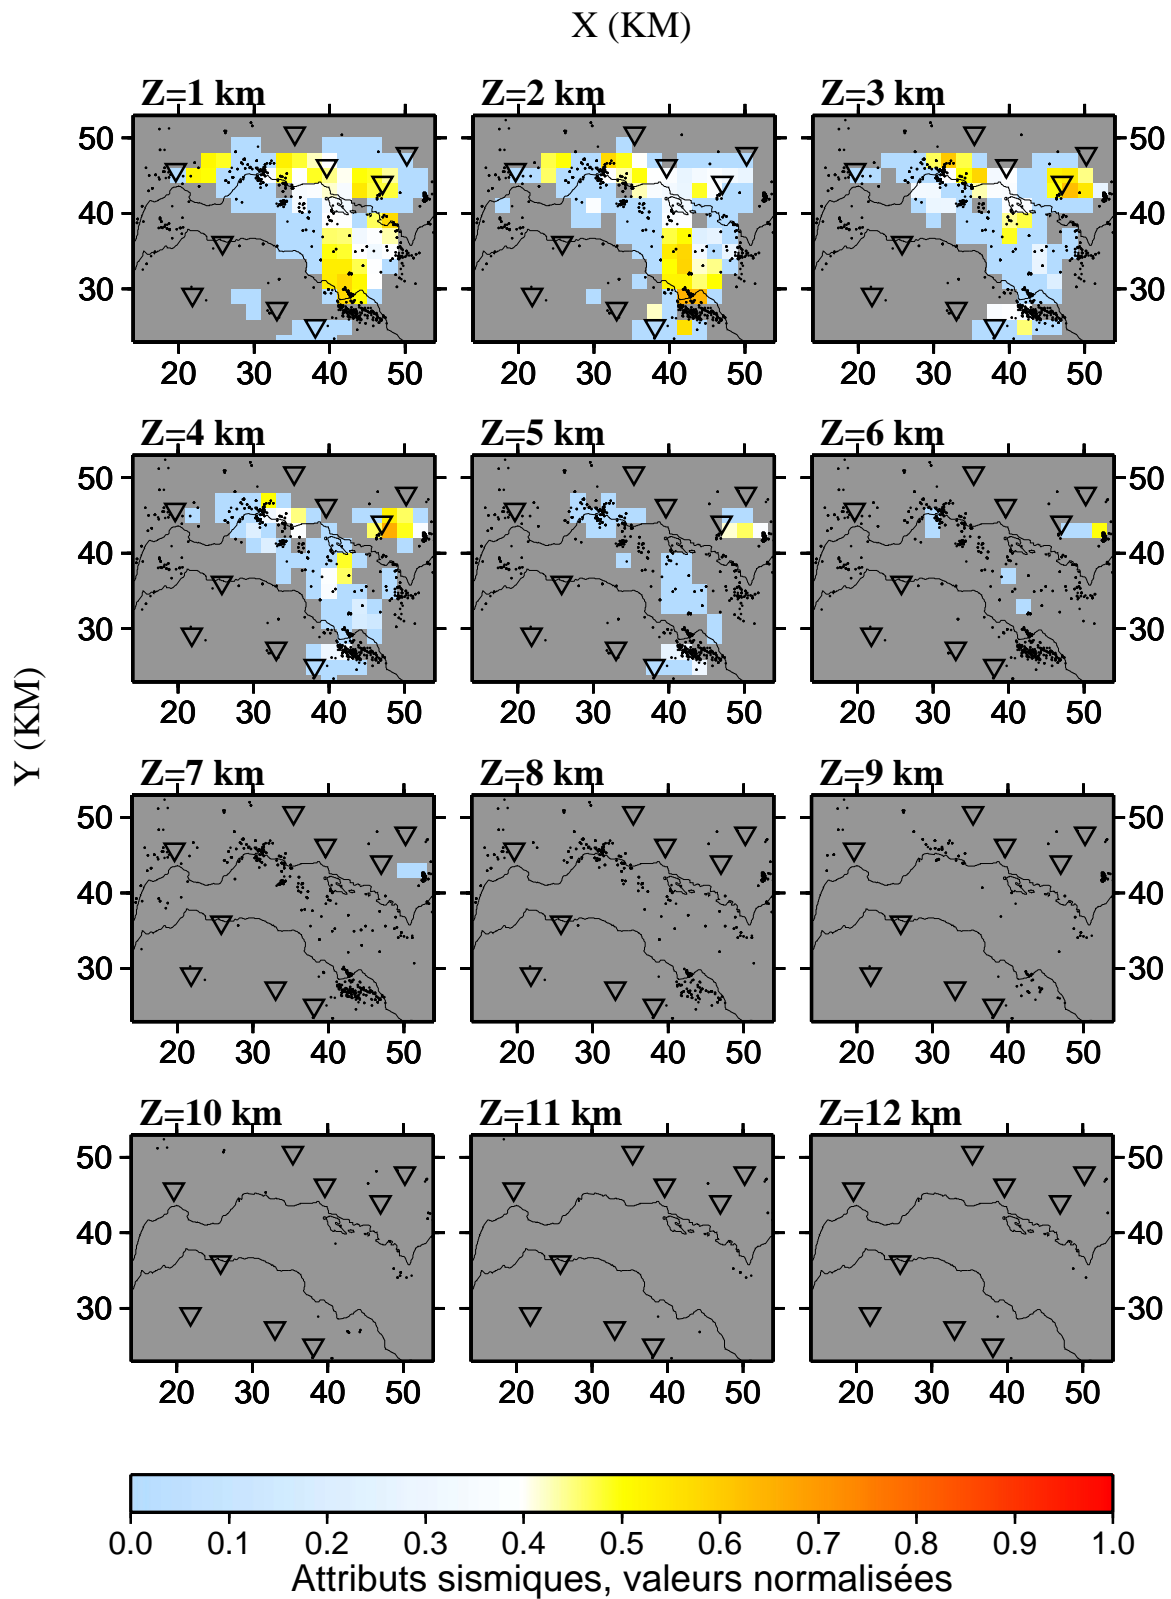 X (KM)
Z=1 km Z=2 km Z=3 km
50 50
40 40
30 30
20 30 40 50 20 30 40 50 20 30 40 50
Z=4 km Z=5 km Z=6 km
50 50
40 40
30 30
20 30 40 50 20 30 40 50 20 30 40 50
Y (KM)
Z=7 km Z=8 km Z=9 km
50 50
40 40
30 30
20 30 40 50 20 30 40 50 20 30 40 50
Z=10 km Z=11 km Z=12 km
50 50
40 40
30 30
20 30 40 50 20 30 40 50 20 30 40 50
0.0 0.1 0.2 0.3 0.4 0.5 0.6 0.7 0.8 0.9 1.0
Attributs sismiques, valeurs normalisées